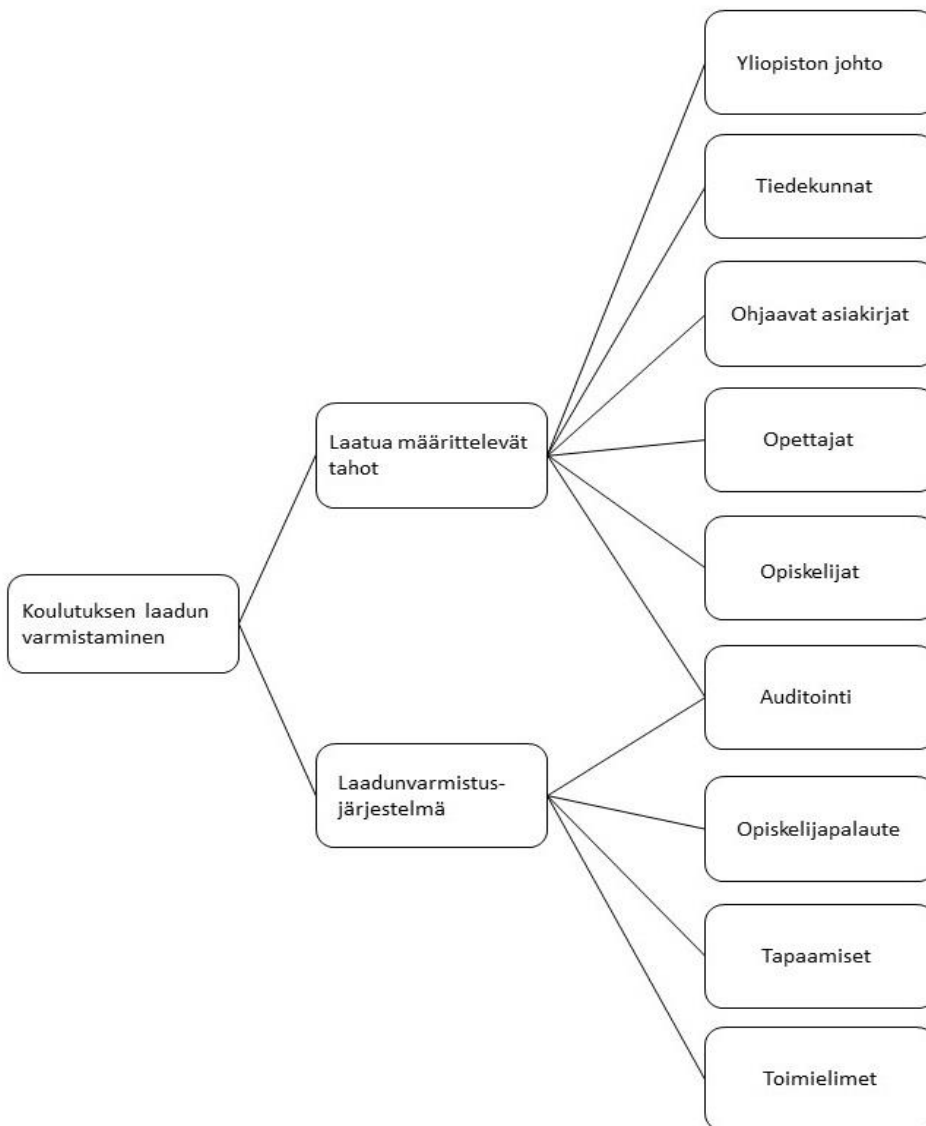 Yliopiston johto
Tiedekunnat
Ohjaavat asiakirjat
Laatua määrittelevät
tahot
Opettajat
Opiskelijat
Koulutuksen laadun
varmistaminen
Auditointi
Laadunvarmistus-
järjestelmä
Opiskelijapalaute
Tapaamiset
Toimielimet